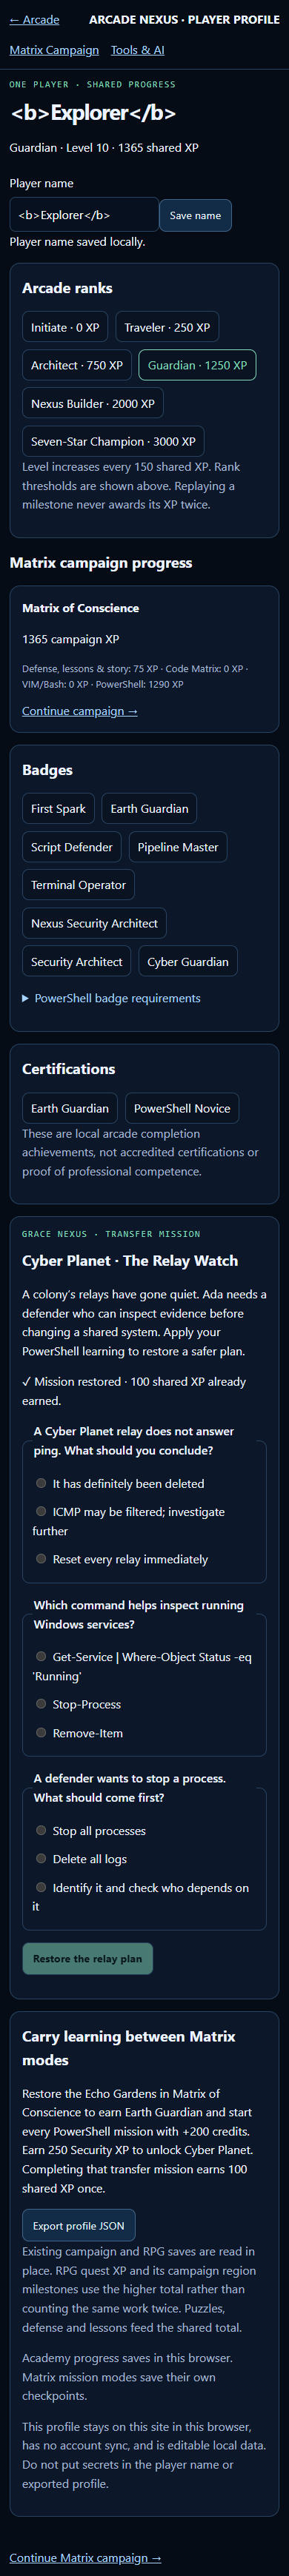 ← Arcade
ARCADE NEXUS · PLAYER PROFILE
Matrix Campaign
Tools & AI
ONE PLAYER · SHARED PROGRESS
<b>Explorer</b>
Guardian · Level 10 · 1365 shared XP
Player name
<b>Explorer</b>
Save name
Player name saved locally.
Arcade ranks
Initiate · 0 XP
Traveler · 250 XP
Architect · 750 XP
Guardian · 1250 XP
Nexus Builder · 2000 XP
Seven-Star Champion · 3000 XP
Level increases every 150 shared XP. Rank
thresholds are shown above. Replaying a
milestone never awards its XP twice.
Matrix campaign progress
Matrix of Conscience
1365 campaign XP
Defense, lessons & story: 75 XP · Code Matrix: 0 XP ·
VIM/Bash: 0 XP · PowerShell: 1290 XP
Continue campaign →
Badges
First Spark
Earth Guardian
Script Defender
Pipeline Master
Terminal Operator
Nexus Security Architect
Security Architect
Cyber Guardian
▶ PowerShell badge requirements
Certifications
Earth Guardian
PowerShell Novice
These are local arcade completion
achievements, not accredited certifications or
proof of professional competence.
GRACE NEXUS · TRANSFER MISSION
Cyber Planet · The Relay Watch
A colony’s relays have gone quiet. Ada needs a
defender who can inspect evidence before
changing a shared system. Apply your
PowerShell learning to restore a safer plan.
✓ Mission restored · 100 shared XP already
earned.
A Cyber Planet relay does not answer
ping. What should you conclude?
It has definitely been deleted
ICMP may be filtered; investigate
further
Reset every relay immediately
Which command helps inspect running
Windows services?
Get-Service | Where-Object Status -eq
'Running'
Stop-Process
Remove-Item
A defender wants to stop a process.
What should come first?
Stop all processes
Delete all logs
Identify it and check who depends on
it
Restore the relay plan
Carry learning between Matrix
modes
Restore the Echo Gardens in Matrix of
Conscience to earn Earth Guardian and start
every PowerShell mission with +200 credits.
Earn 250 Security XP to unlock Cyber Planet.
Completing that transfer mission earns 100
shared XP once.
Export profile JSON
Existing campaign and RPG saves are read in
place. RPG quest XP and its campaign region
milestones use the higher total rather than
counting the same work twice. Puzzles,
defense and lessons feed the shared total.
Academy progress saves in this browser.
Matrix mission modes save their own
checkpoints.
This profile stays on this site in this browser,
has no account sync, and is editable local data.
Do not put secrets in the player name or
exported profile.
Continue Matrix campaign →